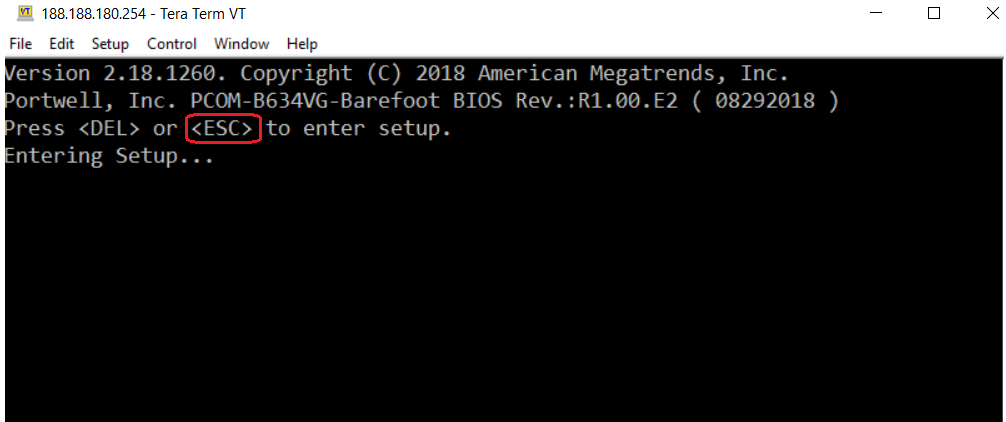 188.188.180.254 - Tera Term VT
File Edit Setup Control Window Help
Version 2.18.1260. Copyright (C) 2018 American Megatrends, Inc.
Portwell, Inc. PCOM-B634VG-Barefoot BIOS Rev.:R1.00.E2 ( 08292018 )
Press <DEL> or <ESC> to enter setup.
Entering Setup...